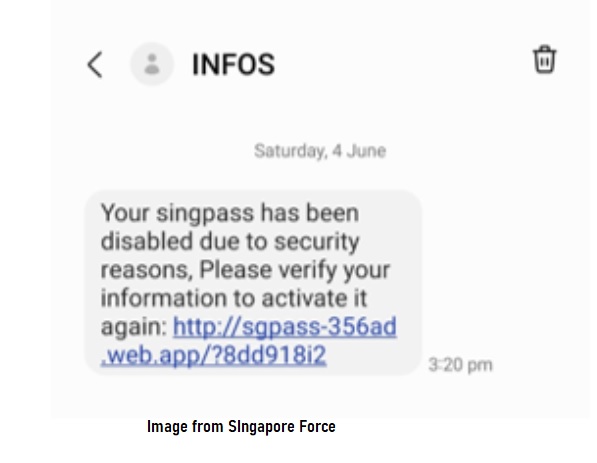 INFOS
Saturday, 4 June
Your singpass has been
disabled due to security
reasons, Please verify your
information to activate it
again: http://sgpass-356ad
.web.app/?8dd918i2
3:20 pm
Image from SIngapore Force